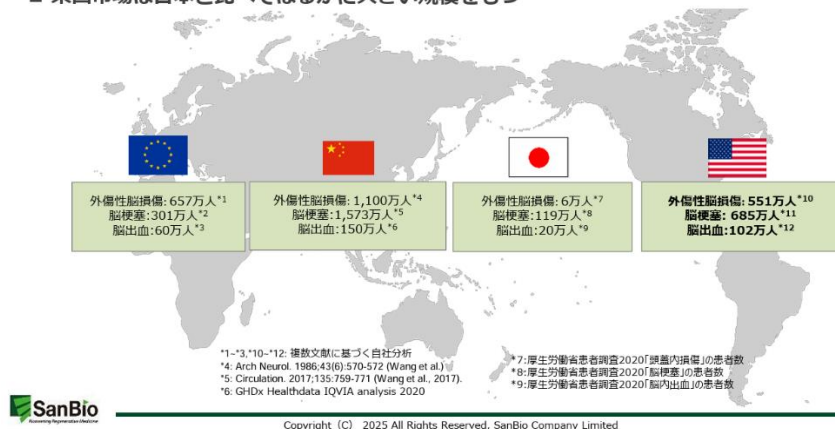 外傷性脳損傷: 657万人*1
脳梗塞:301万人*2
脳出血:60万人*3
外傷性脳損傷: 1,100万人*4
脳梗塞:1,573万人*5
脳出血:150万人*6
外傷性脳損傷: 6万人*7
脳梗塞:119万人*8
脳出血:20万人*9
外傷性脳損傷: 551万人*10
脳梗塞: 685万人*11
脳出血:102万人*12
*1~*3,*10~*12: 複数文献に基づく自社分析
*4: Arch Neurol. 1986;43(6):570-572 (Wang et al.)
*5: Circulation. 2017;135:759-771 (Wang et al., 2017).
*6: GHDx Healthdata IQVIA analysis 2020
*7:厚生労働省患者調査2020「頭蓋内損傷」の患者数
*8:厚生労働省患者調査2020「脳梗塞」の患者数
*9:厚生労働省患者調査2020「脳内出血」の患者数
SanBio
Copyright（C） 2025 All Rights Reserved, SanBio Company Limited